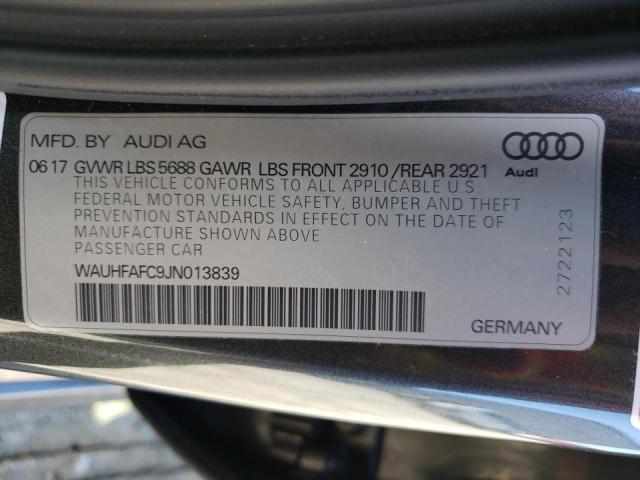 MFD. BY AUDI AG
06 17 GVWR LBS 5688 GAWR LBS FRONT 2910 / REAR 2921
THIS VEHICLE CONFORMS TO ALL APPLICABLE U.S.
FEDERAL MOTOR VEHICLE SAFETY, BUMPER AND THEFT
PREVENTION STANDARDS IN EFFECT ON THE DATE OF
MANUFACTURE SHOWN ABOVE
PASSENGER CAR
WAUHFAFC9JN013839
GERMANY
Audi
2722123